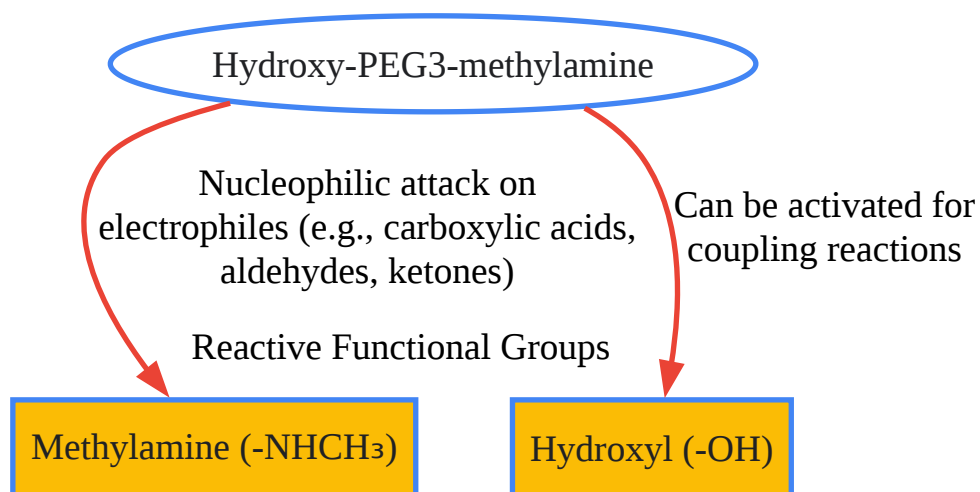 Hydroxy-PEG3-methylamine
Nucleophilic attack on
electrophiles (e.g., carboxylic acids,
aldehydes, ketones)
Can be activated for
coupling reactions
Reactive Functional Groups
Methylamine (-NHCH₃)
Hydroxyl (-OH)